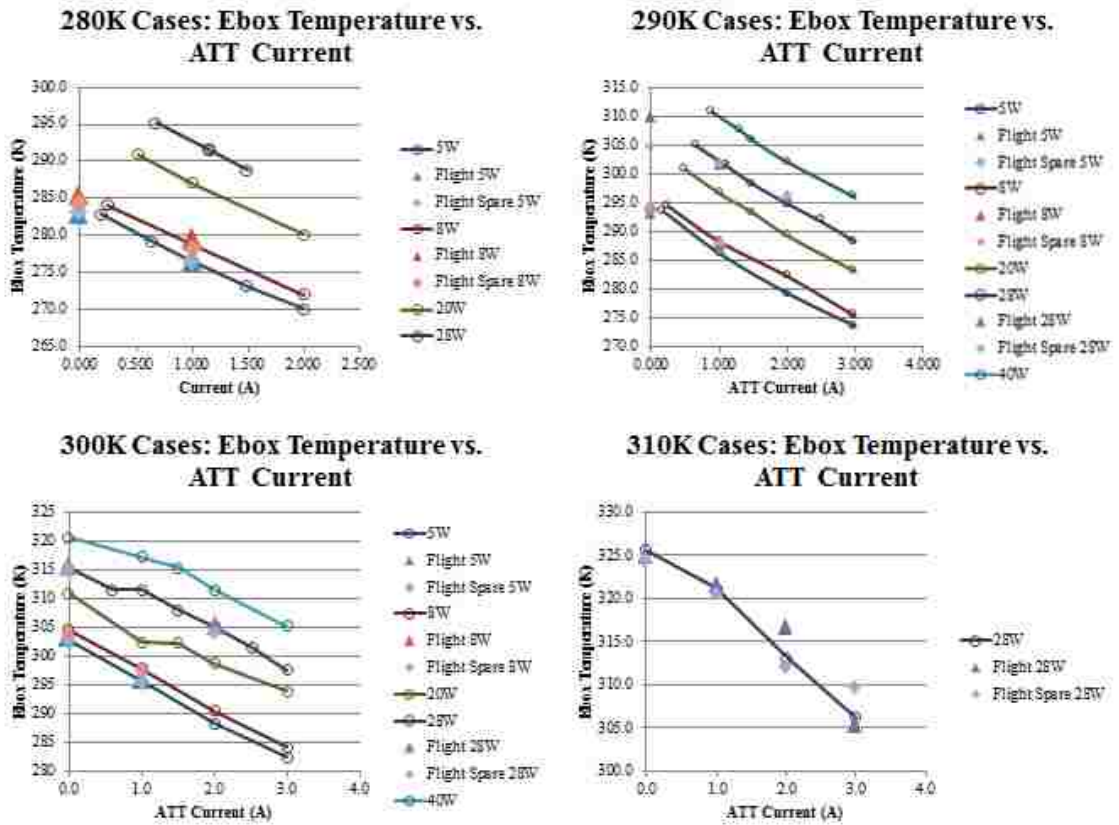 280K Cases: Ebox Temperature vs.
ATT Current
300.0
295.0
290.0
285.0
280.0
275.0
270.0
265.0
Ebox Temperature (K)
0.000
0.500
1.000
1.500
2.000
2.500
Current (A)
5W
Flight 5W
Flight Spare 5W
8W
Flight 8W
Flight Spare 8W
20W
28W
290K Cases: Ebox Temperature vs.
ATT Current
315.0
310.0
305.0
300.0
295.0
290.0
285.0
280.0
275.0
270.0
Ebox Temperature (K)
0.000
1.000
2.000
3.000
4.000
ATT Current (A)
5W
Flight 5W
Flight Spare 5W
8W
Flight 8W
Flight Spare 8W
20W
28W
Flight 28W
Flight Spare 28W
40W
300K Cases: Ebox Temperature vs.
ATT Current
325
320
315
310
305
300
295
290
285
280
Ebox Temperature (K)
0.0
1.0
2.0
3.0
4.0
ATT Current (A)
5W
Flight 5W
Flight Spare 5W
8W
Flight 8W
Flight Spare 8W
20W
28W
Flight 28W
Flight Spare 28W
40W
310K Cases: Ebox Temperature vs.
ATT Current
330.0
325.0
320.0
315.0
310.0
305.0
300.0
Ebox Temperature (K)
0.0
1.0
2.0
3.0
4.0
ATT Current (A)
28W
Flight 28W
Flight Spare 28W